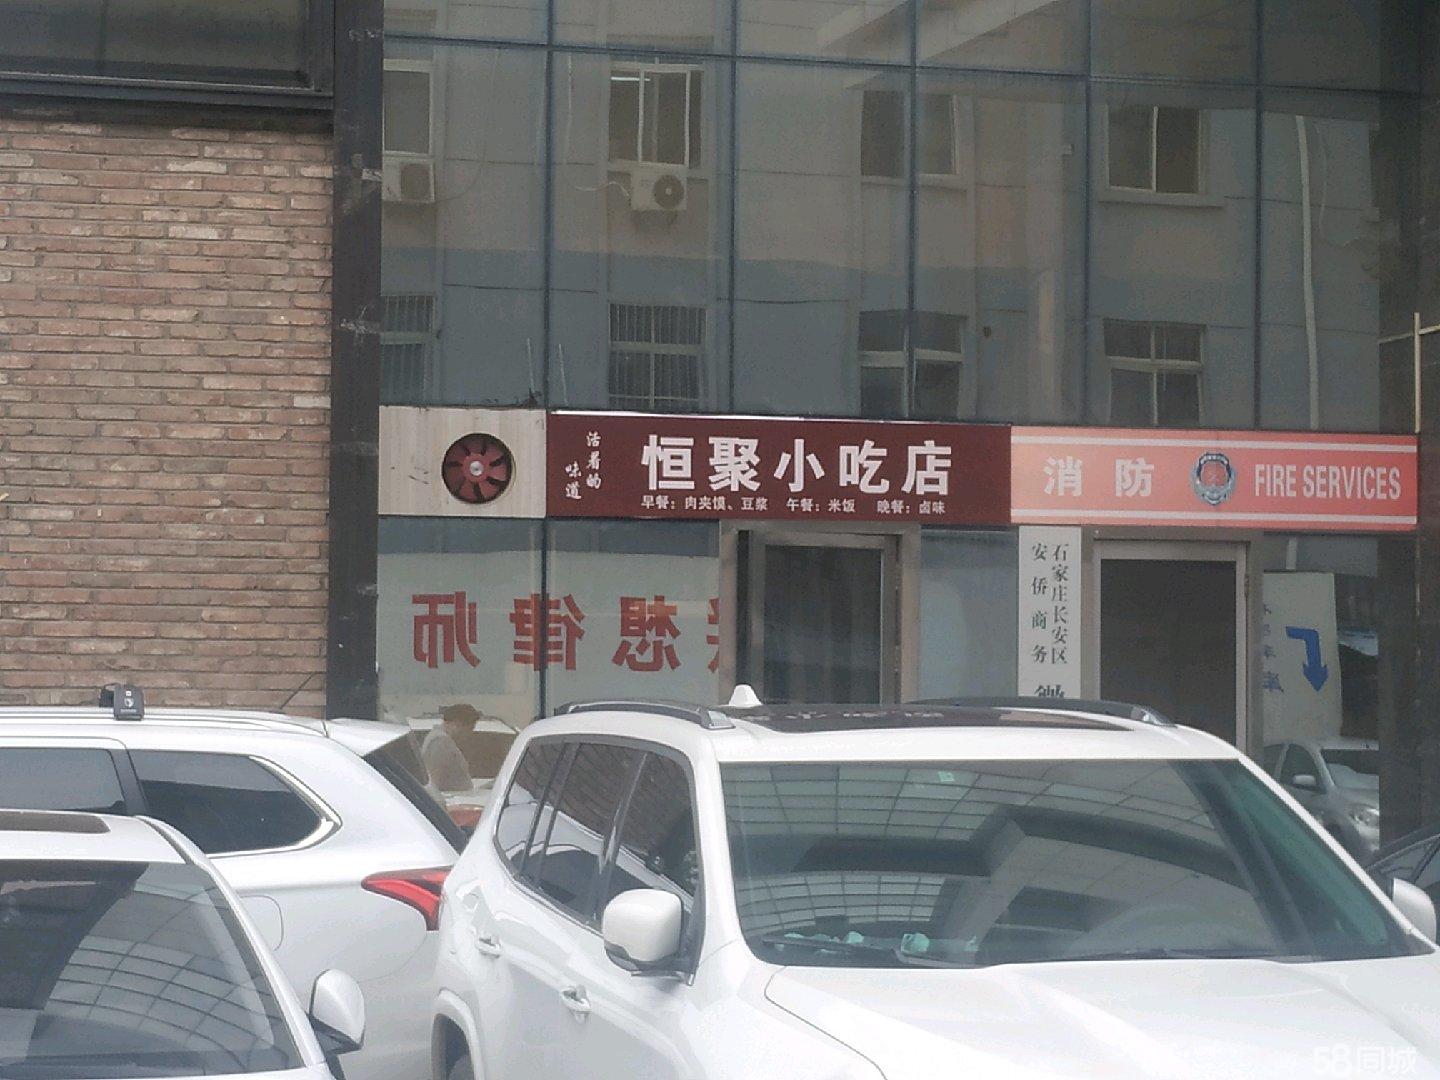 活着的
味道
恒聚小吃店
早餐：肉夹馍、豆浆 午餐：米饭 晚餐：卤味
消防 FIRE SERVICES
石家庄长安区
安侨商务
想律师
58同城